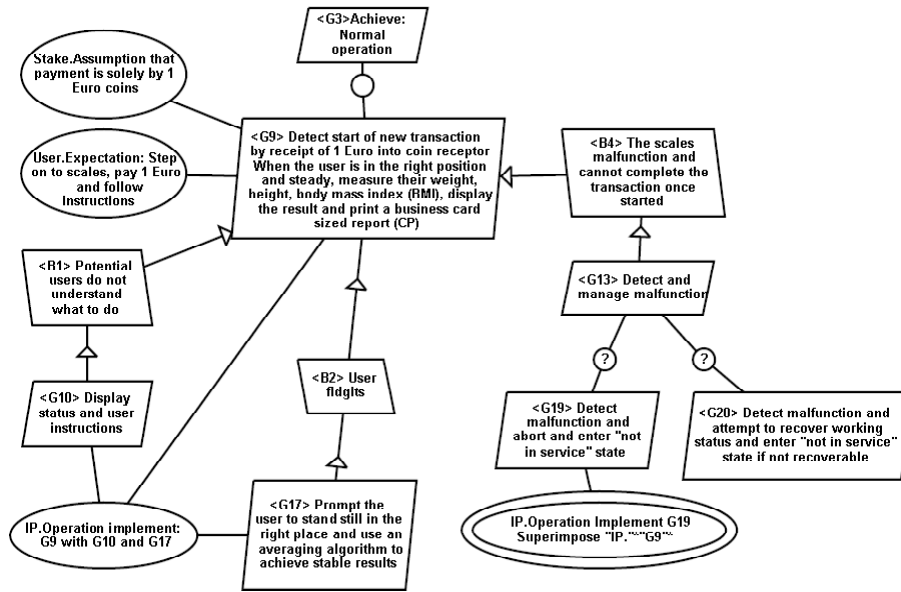 <G3>Achieve:
Normal
operation
Stake.Assumption that
payment is solely by 1
Euro coins
<G9> Detect start of new transaction
by receipt of 1 Euro into coin receptor
When the user is in the right position
and steady, measure their weight,
height, body mass index (RMI), display
the result and print a business card
sized report (CP)
<B4> The scales
malfunction and
cannot complete the
transaction once
started
User.Expectation: Step
on to scales, pay 1 Euro
and follow
Instructions
<R1> Potential
users do not
understand
what to do
<G13> Detect and
manage malfunction
?
?
<B2> User
fidgits
<G10> Display
status and user
instructions
<G19> Detect
malfunction and
abort and enter "not
in service" state
<G20> Detect malfunction and
attempt to recover working
status and enter "not in service"
state if not recoverable
<G17> Prompt the
user to stand still in the
right place and use an
averaging algorithm to
achieve stable results
IP.Operation implement:
G9 with G10 and G17
IP.Operation Implement G19
Superimpose "IP."*"G9"*